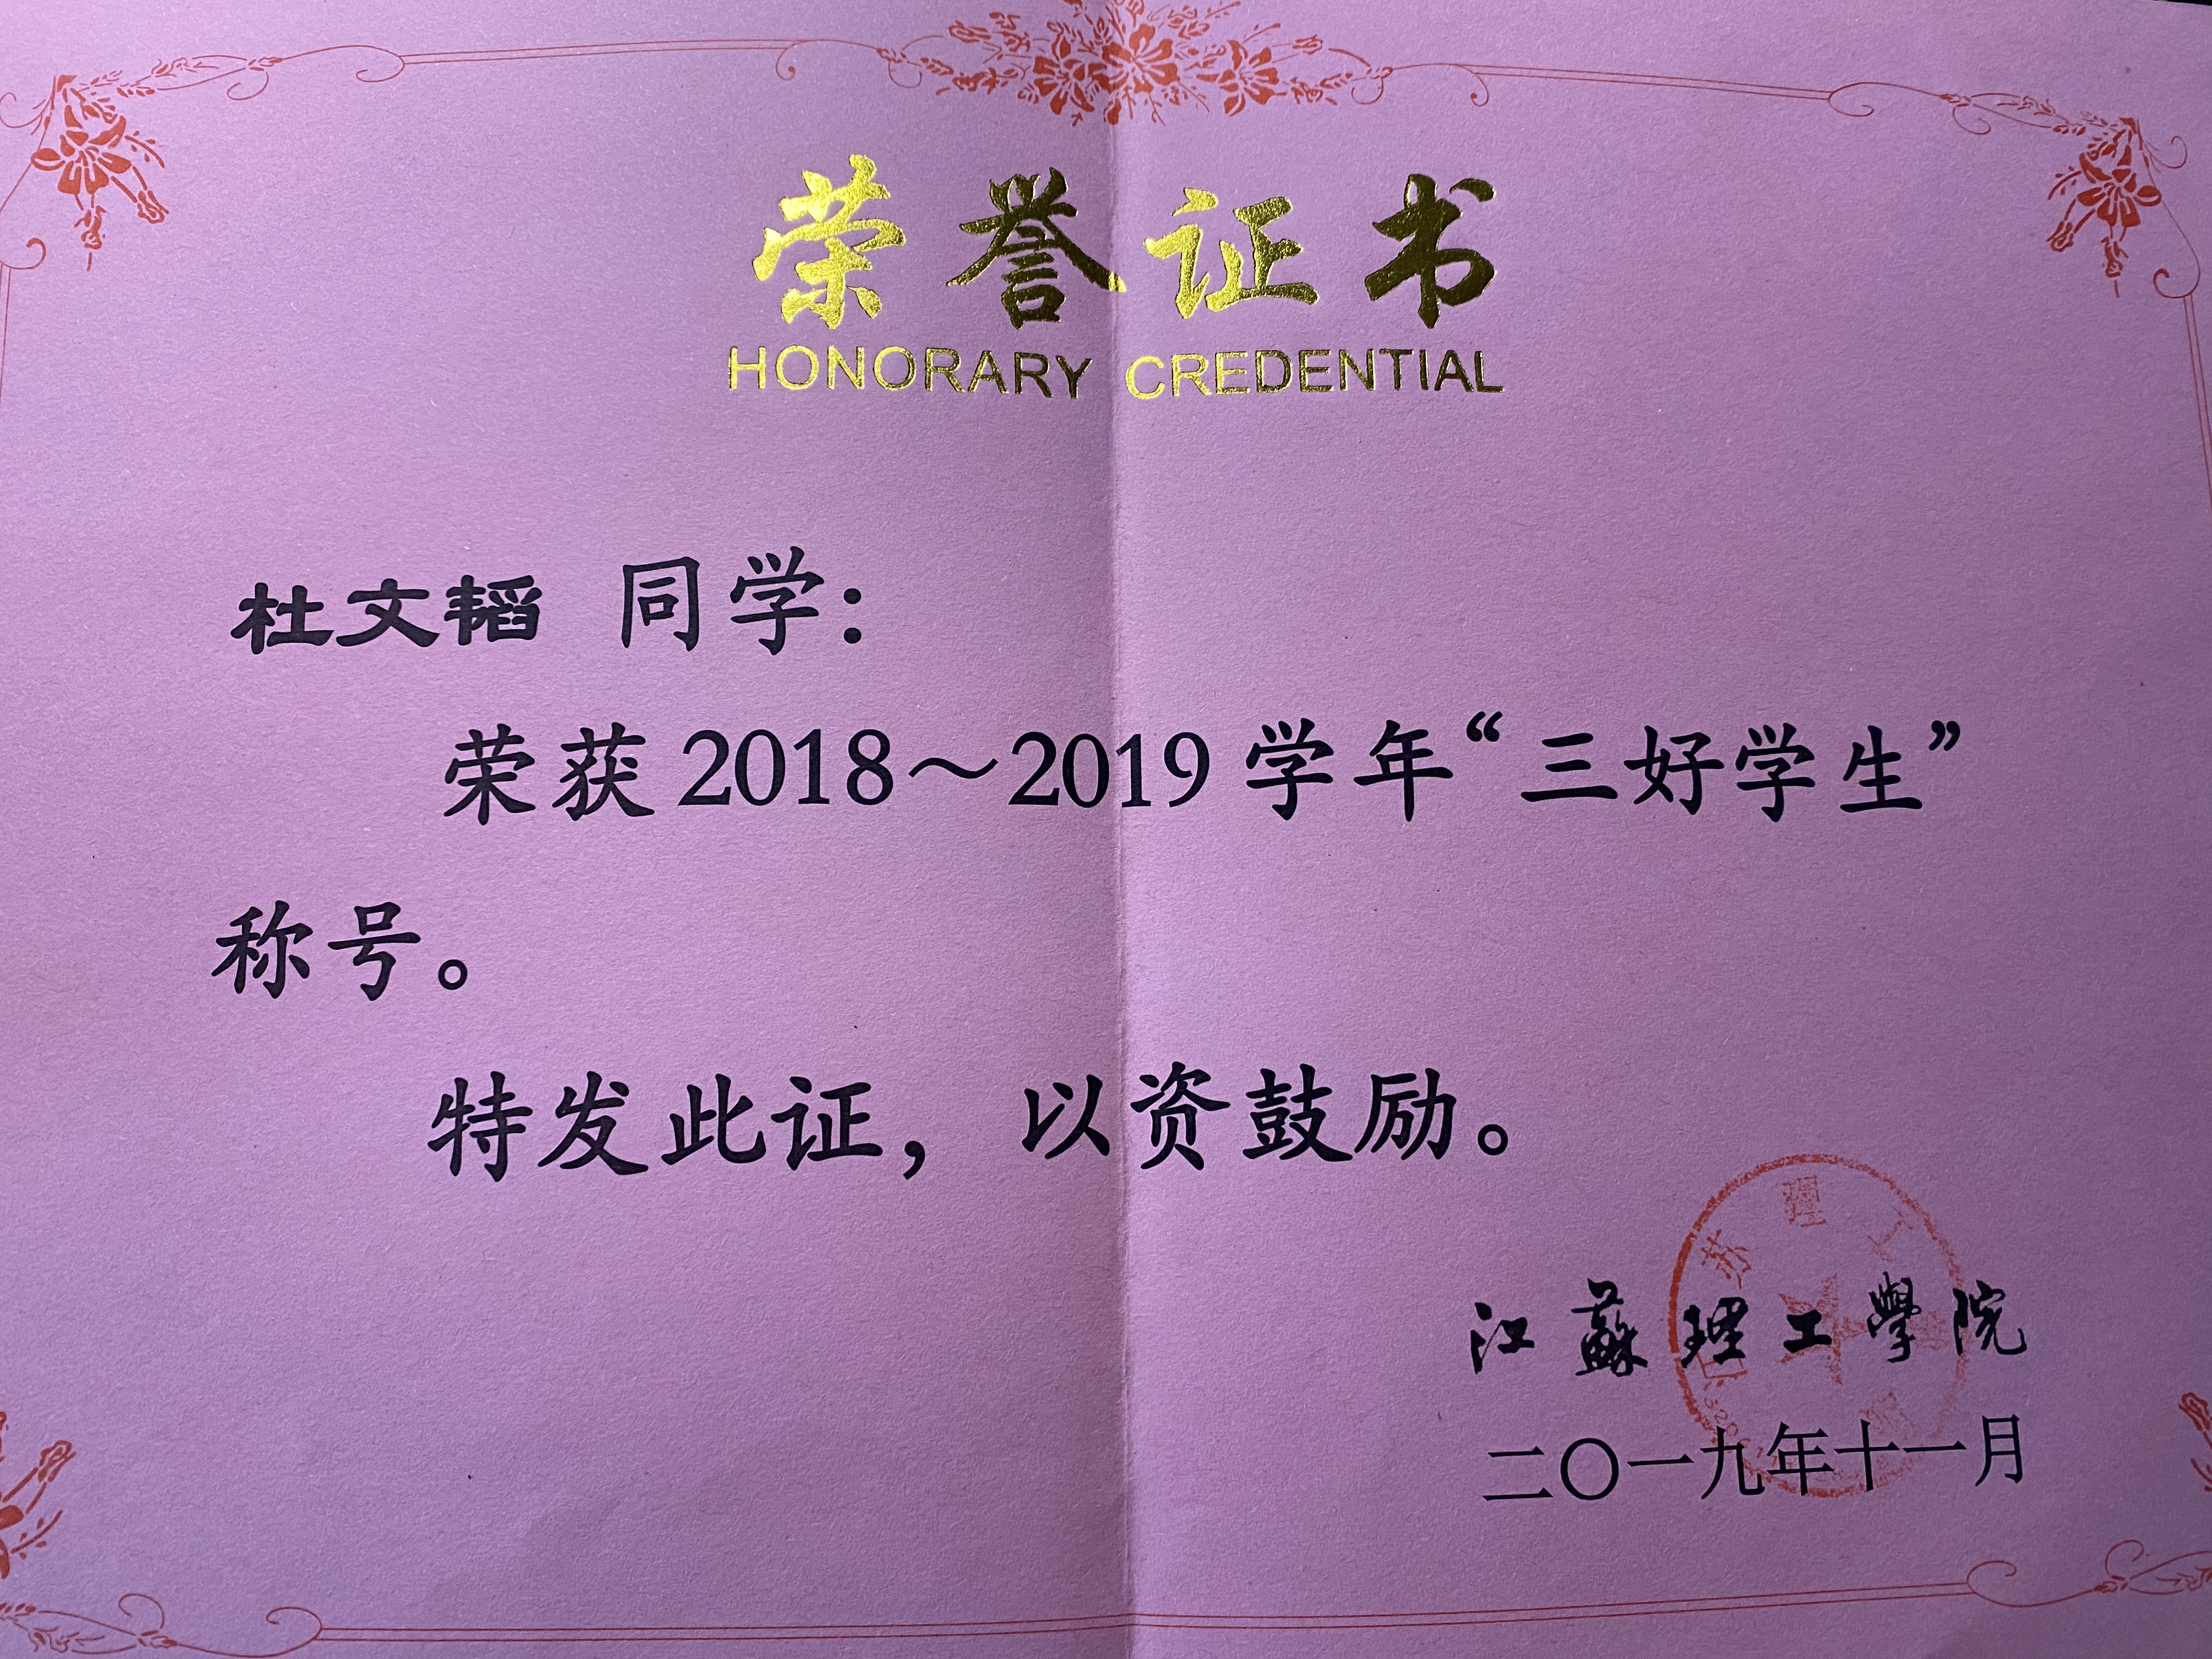 荣誉证书
HONORARY CREDENTIAL
杜文韬 同学：
荣获 2018～2019 学年“三好学生”
称号。
特发此证，以资鼓励。
江蘇理工學院
二〇一九年十一月